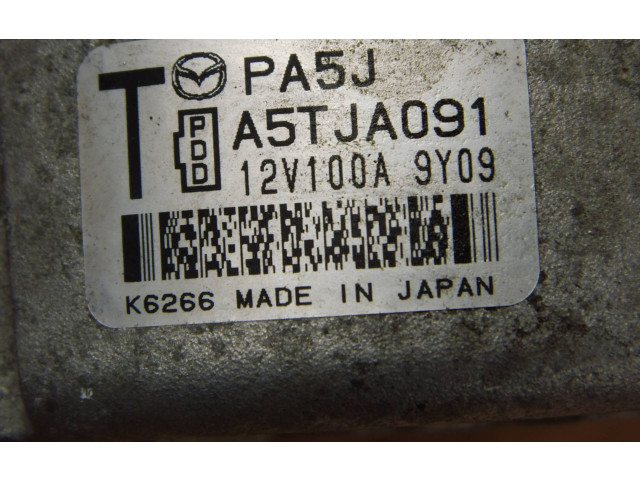 T PA5J
PDD A5TJA091
12V100A 9Y09
K6266 MADE IN JAPAN